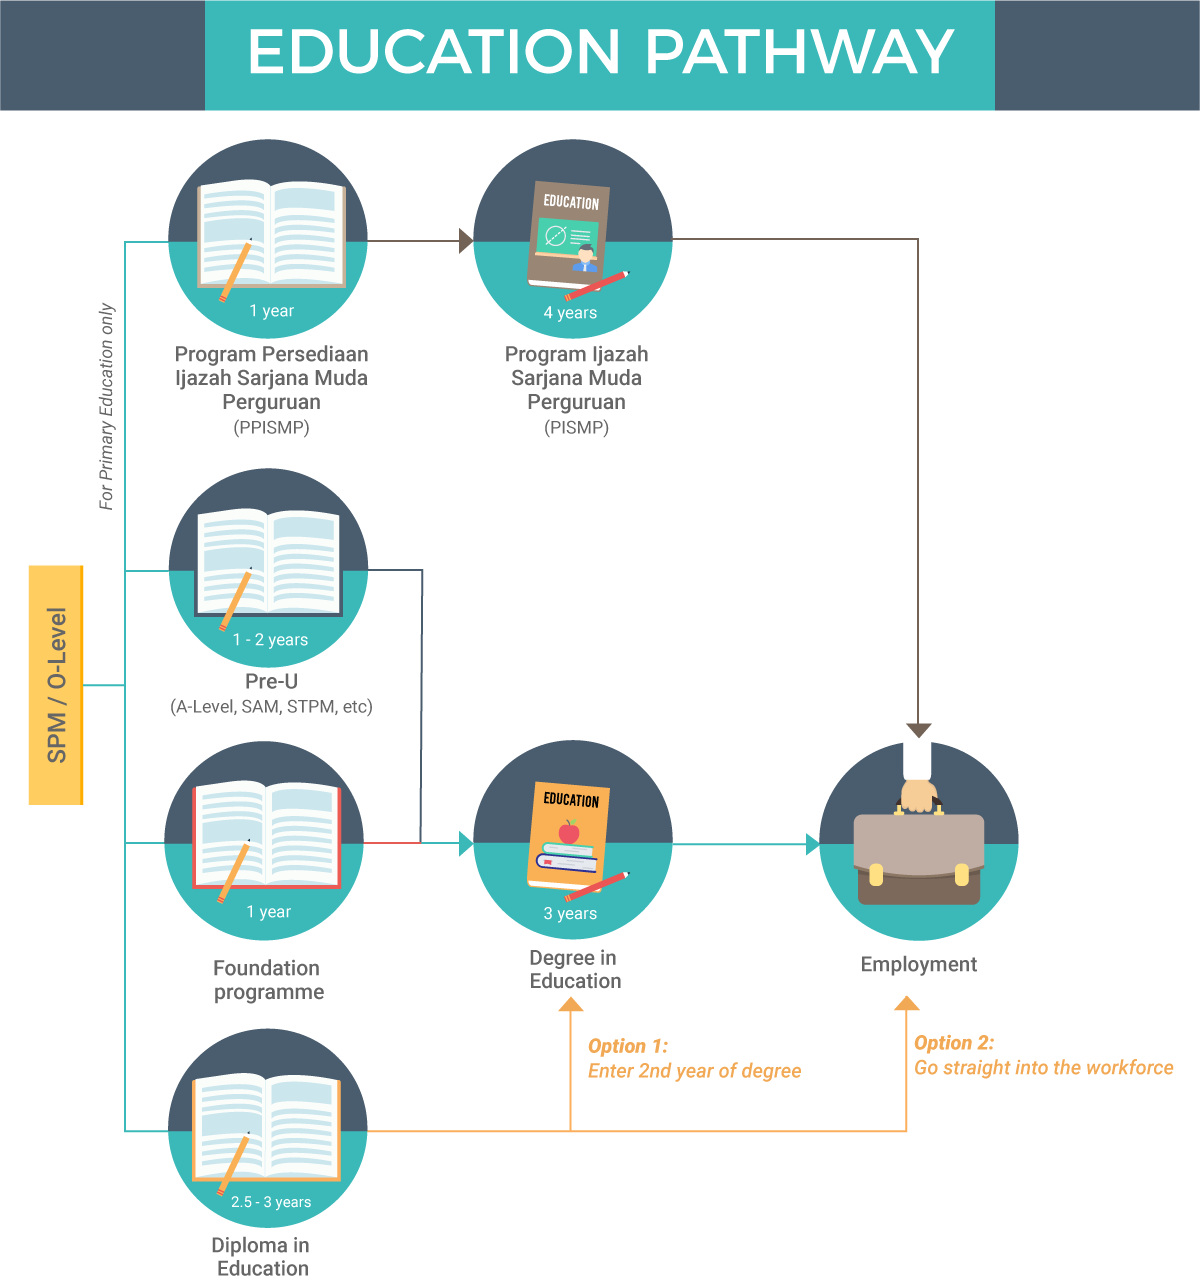 EDUCATION PATHWAY
SPM / O-Level
For Primary Education only
1 year
Program Persediaan
Ijazah Sarjana Muda
Perguruan
(PPISMP)
EDUCATION
4 years
Program Ijazah
Sarjana Muda
Perguruan
(PISMP)
1 - 2 years
Pre-U
(A-Level, SAM, STPM, etc)
1 year
Foundation
programme
EDUCATION
3 years
Degree in
Education
Employment
Option 1:
Enter 2nd year of degree
Option 2:
Go straight into the workforce
2.5 - 3 years
Diploma in
Education